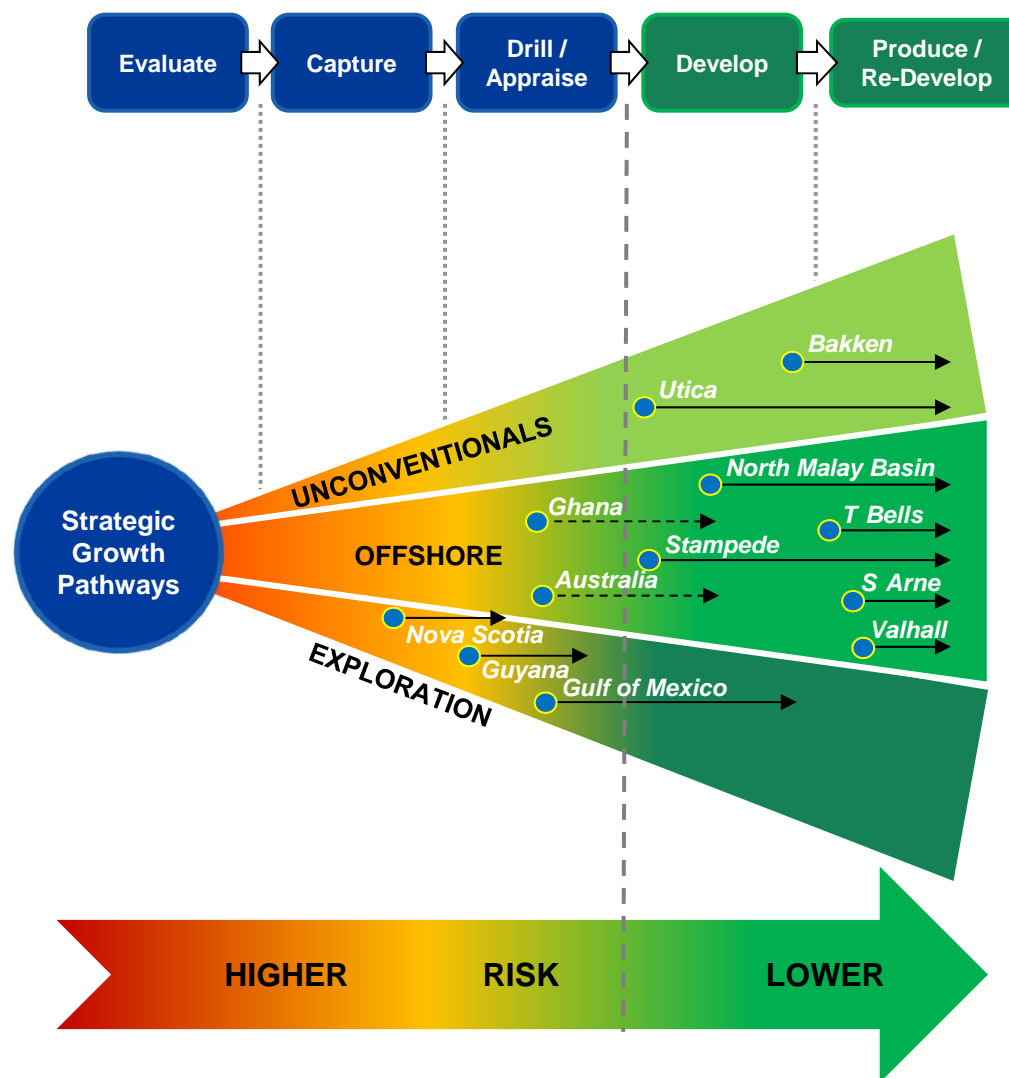 Evaluate
Capture
Drill /
Appraise
Develop
Produce /
Re-Develop
Bakken
Utica
UNCONVENTIONALS
North Malay Basin
Ghana
T Bells
Strategic
Growth
Pathways
OFFSHORE
Stampede
Australia
S Arne
Nova Scotia
Valhall
Guyana
EXPLORATION
Gulf of Mexico
HIGHER
RISK
LOWER